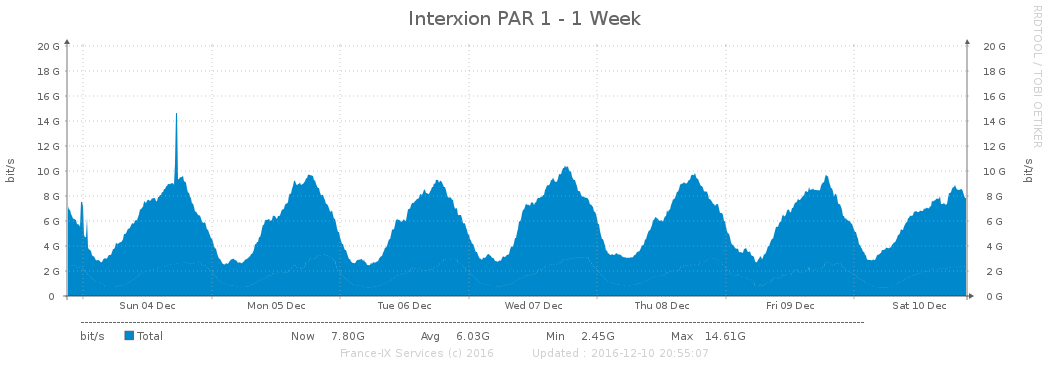 Interxion PAR 1 - 1 Week
RRDTOOL / TOBI OETIKER
bit/s
20 G 20 G
18 G 18 G
16 G 16 G
14 G 14 G
12 G 12 G
10 G 10 G
8 G 8 G
6 G 6 G
4 G 4 G
2 G 2 G
0 0 G
bit/s
Sun 04 Dec Mon 05 Dec Tue 06 Dec Wed 07 Dec Thu 08 Dec Fri 09 Dec Sat 10 Dec
bit/s Total Now 7.80G Avg 6.03G Min 2.45G Max 14.61G
France-IX Services (c) 2016 Updated : 2016-12-10 20:55:07